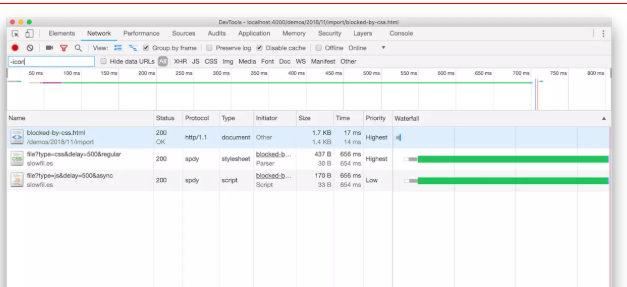 DevTools - localhost:4000/demos/2018/11/import/blocked-by-css.html
Elements Network Performance Sources Audits Application Memory Security Layers Console
View: Group by frame Preserve log Disable cache Offline Online
-icon Hide data URLs All XHR JS CSS Img Media Font Doc WS Manifest Other
50 ms 100 ms 150 ms 200 ms 250 ms 300 ms 350 ms 400 ms 450 ms 500 ms 550 ms 600 ms 650 ms 700 ms 750 ms 800 ms
Name Status Protocol Type Initiator Size Time Priority Waterfall
blocked-by-css.html 200 http/1.1 document Other 1.7 KB 17 ms Highest
/demos/2018/11/import OK 1.4 KB 14 ms
file?type=css&delay=500&regular 200 spdy stylesheet blocked-b... 437 B 656 ms Highest
slowfil.es Parser 30 B 654 ms
file?type=js&delay=500&async 200 spdy script blocked-b... 170 B 656 ms Low
slowfil.es Script 33 B 654 ms